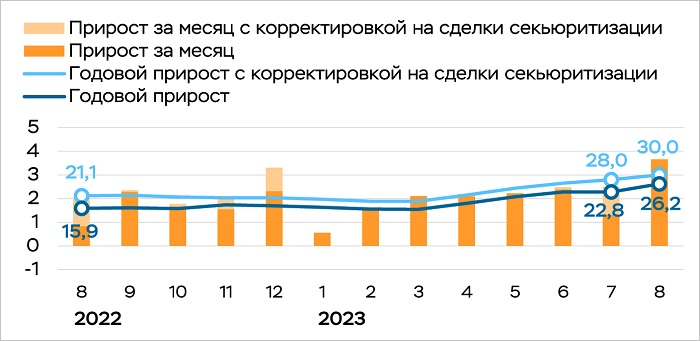 Прирост за месяц с корректировкой на сделки секьюритизации
Прирост за месяц
Годовой прирост с корректировкой на сделки секьюритизации
Годовой прирост
5
4
3
2
1
0
-1
21,1
15,9
28,0
22,8
30,0
26,2
8 9 10 11 12 1 2 3 4 5 6 7 8
2022 2023